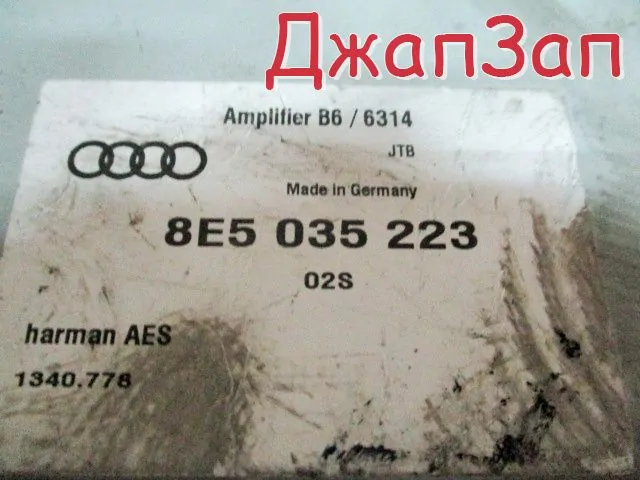 ДжапЗап
Amplifier B6 / 6314
JTB
Made in Germany
8E5 035 223
02S
harman AES
1340.778